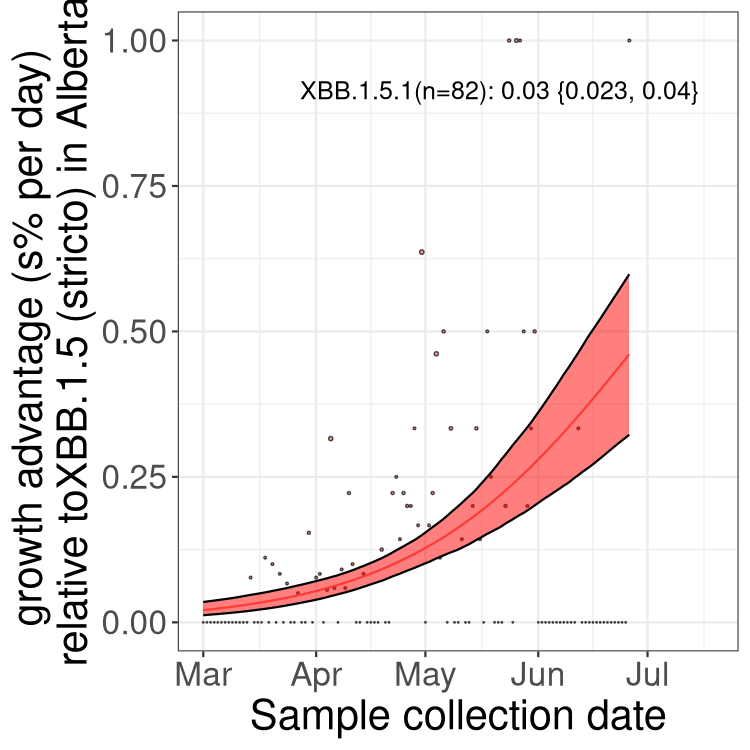 growth advantage (s% per day)
relative toXBB.1.5 (stricto) in Alberta
1.00
0.75
0.50
0.25
0.00
XBB.1.5.1(n=82): 0.03 {0.023, 0.04}
Mar Apr May Jun Jul
Sample collection date